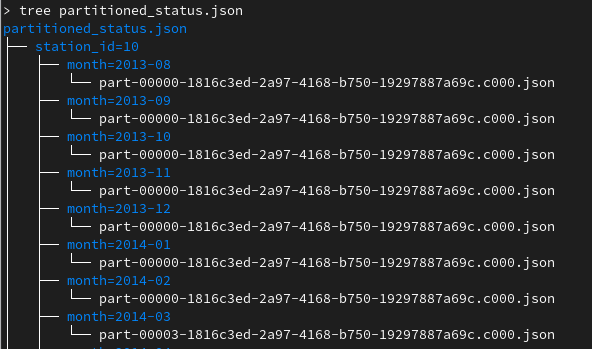 > tree partitioned_status.json
partitioned_status.json
├── station_id=10
│   ├── month=2013-08
│   │   └── part-00000-1816c3ed-2a97-4168-b750-19297887a69c.c000.json
│   ├── month=2013-09
│   │   └── part-00000-1816c3ed-2a97-4168-b750-19297887a69c.c000.json
│   ├── month=2013-10
│   │   └── part-00000-1816c3ed-2a97-4168-b750-19297887a69c.c000.json
│   ├── month=2013-11
│   │   └── part-00000-1816c3ed-2a97-4168-b750-19297887a69c.c000.json
│   ├── month=2013-12
│   │   └── part-00000-1816c3ed-2a97-4168-b750-19297887a69c.c000.json
│   ├── month=2014-01
│   │   └── part-00000-1816c3ed-2a97-4168-b750-19297887a69c.c000.json
│   ├── month=2014-02
│   │   └── part-00000-1816c3ed-2a97-4168-b750-19297887a69c.c000.json
│   ├── month=2014-03
│   │   └── part-00003-1816c3ed-2a97-4168-b750-19297887a69c.c000.json